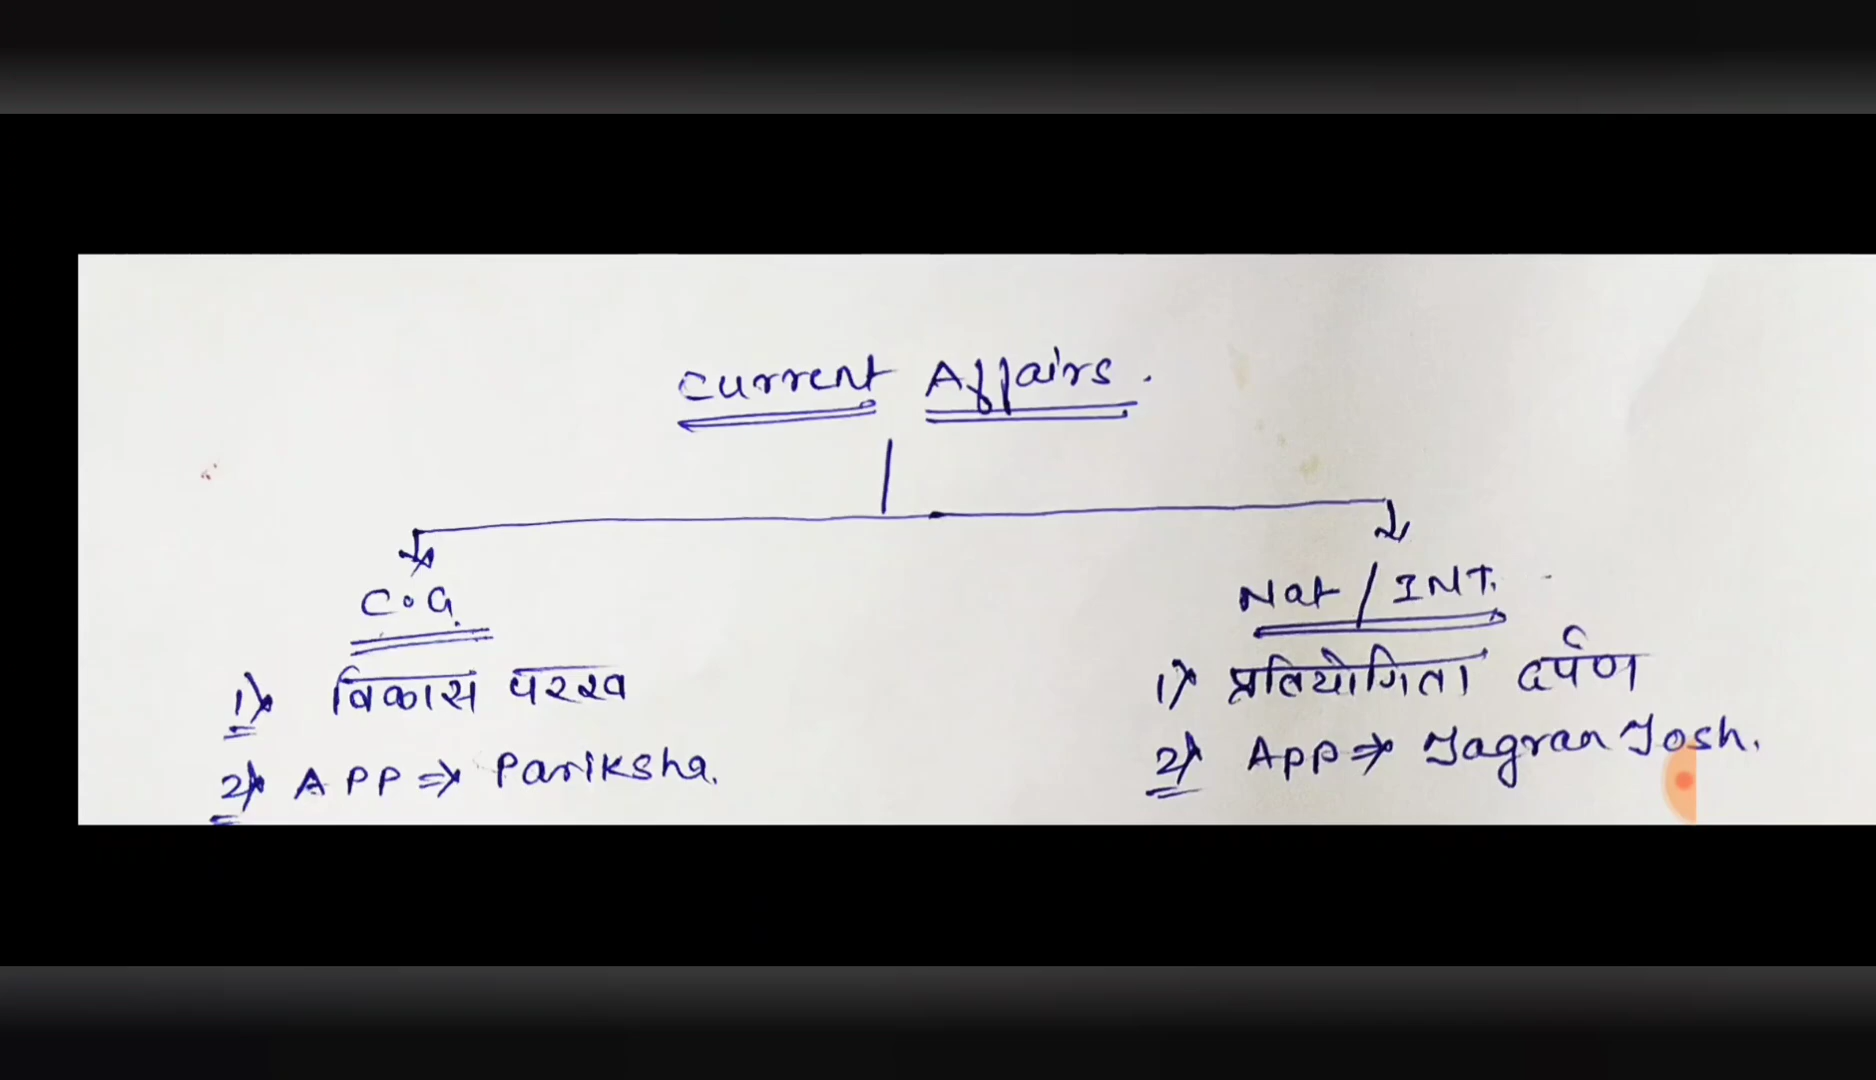 Current Affairs.
C.G.
1) विकास परख
2) APP ⇒ Pariksha.
Nat / INT.
1) प्रतियोगिता दर्पण
2) App ⇒ Jagran Josh.